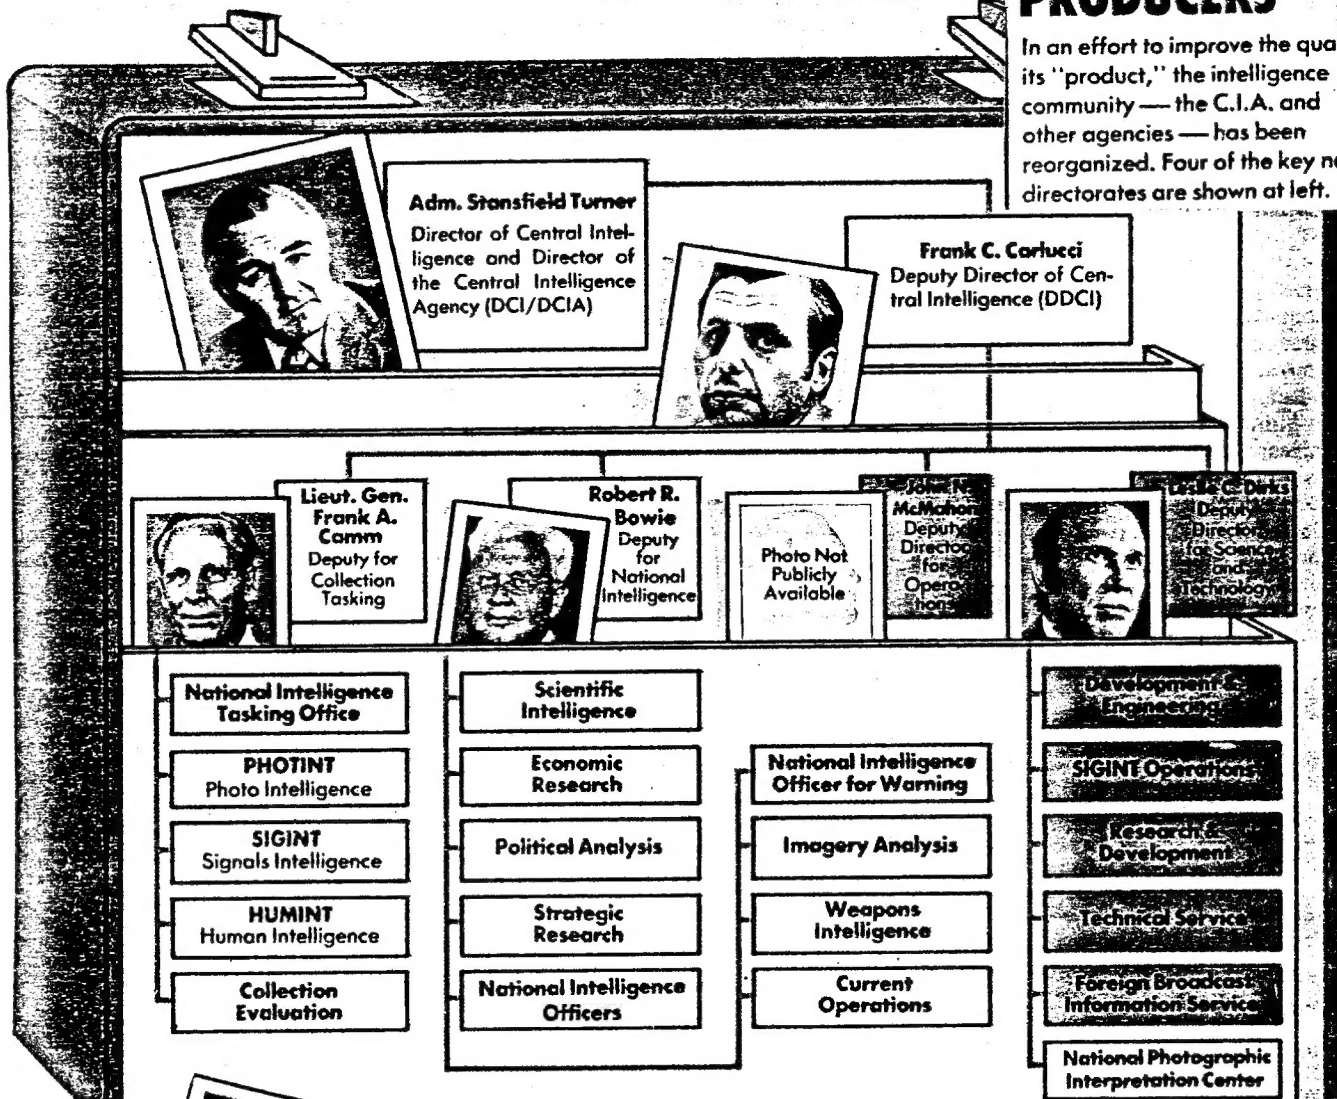 PRODUCERS
In an effort to improve the qua
its "product," the intelligence
community — the C.I.A. and
other agencies — has been
reorganized. Four of the key ne
directorates are shown at left.
Adm. Stansfield Turner
Director of Central Intel-
ligence and Director of
the Central Intelligence
Agency (DCI/DCIA)
Frank C. Carlucci
Deputy Director of Cen-
tral Intelligence (DDCI)
Lieut. Gen.
Frank A.
Camm
Deputy for
Collection
Tasking
Robert R.
Bowie
Deputy
for
National
Intelligence
Photo Not
Publicly
Available
John N.
McMahon
Deputy
Director
for
Opera-
tions
Leslie C. Dirks
Deputy
Director
for Science
and
Technology
National Intelligence
Tasking Office
PHOTINT
Photo Intelligence
SIGINT
Signals Intelligence
HUMINT
Human Intelligence
Collection
Evaluation
Scientific
Intelligence
Economic
Research
Political Analysis
Strategic
Research
National Intelligence
Officers
National Intelligence
Officer for Warning
Imagery Analysis
Weapons
Intelligence
Current
Operations
Development &
Engineering
SIGINT Operations
Research &
Development
Technical Service
Foreign Broadcast
Information Service
National Photographic
Interpretation Center